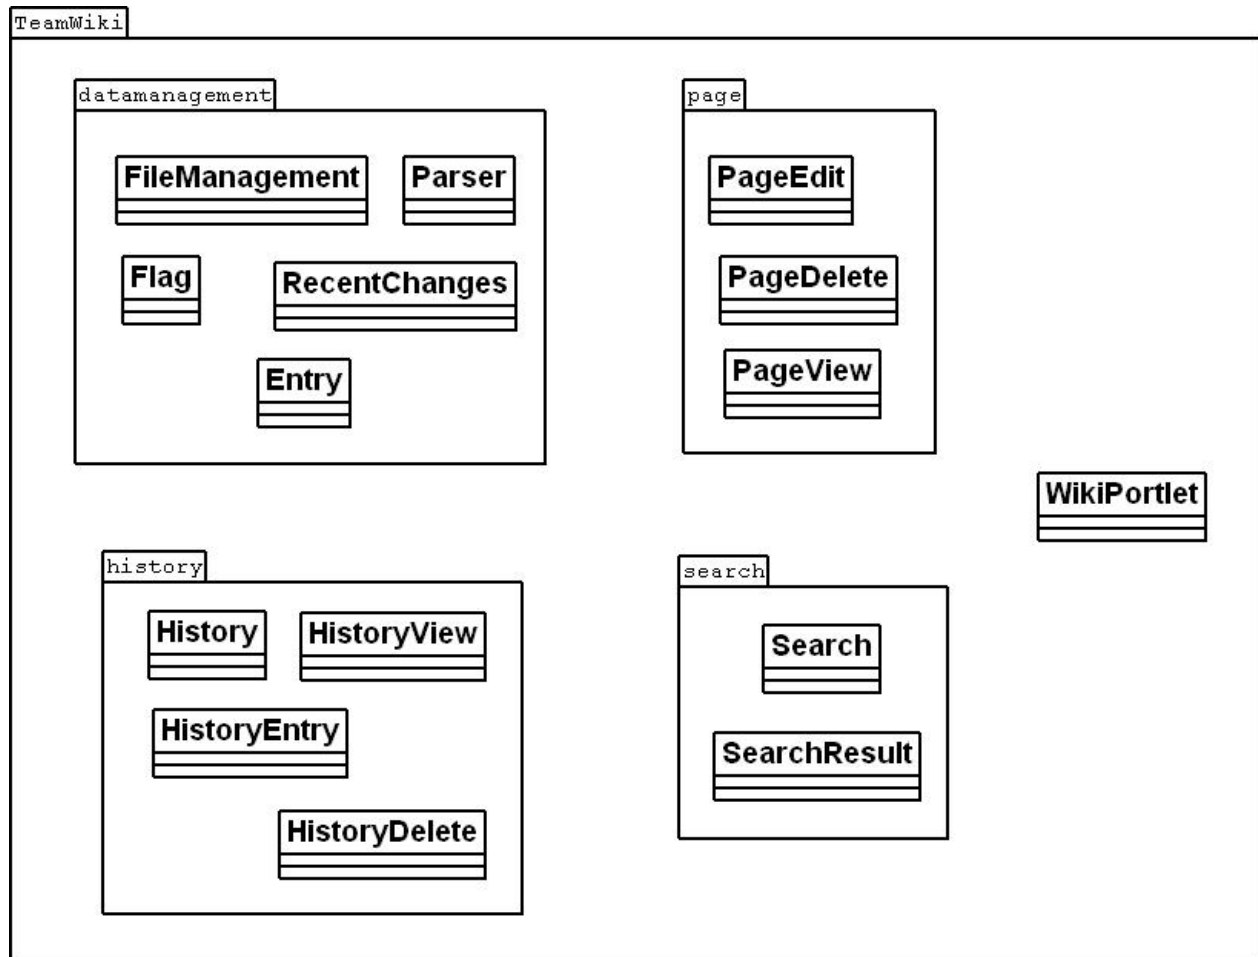 TeamWiki
datamanagement
FileManagement
Parser
Flag
RecentChanges
Entry
page
PageEdit
PageDelete
PageView
WikiPortlet
history
History
HistoryView
HistoryEntry
HistoryDelete
search
Search
SearchResult